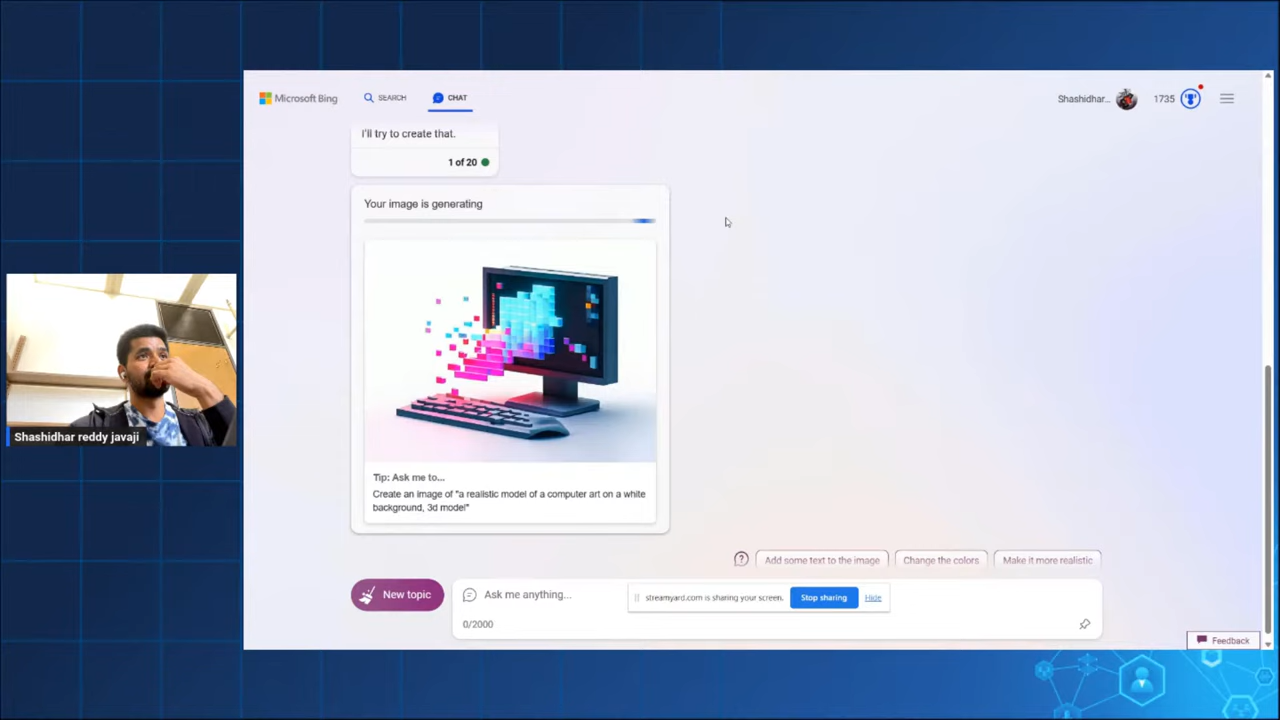 Microsoft Bing
SEARCH
CHAT
Shashidhar...
1735
I'll try to create that.
1 of 20
Your image is generating
Tip: Ask me to...
Create an image of "a realistic model of a computer art on a white
background, 3d model"
Shashidhar reddy javaji
Add some text to the image
Change the colors
Make it more realistic
New topic
Ask me anything...
streamyard.com is sharing your screen.
Stop sharing
Hide
0/2000
Feedback